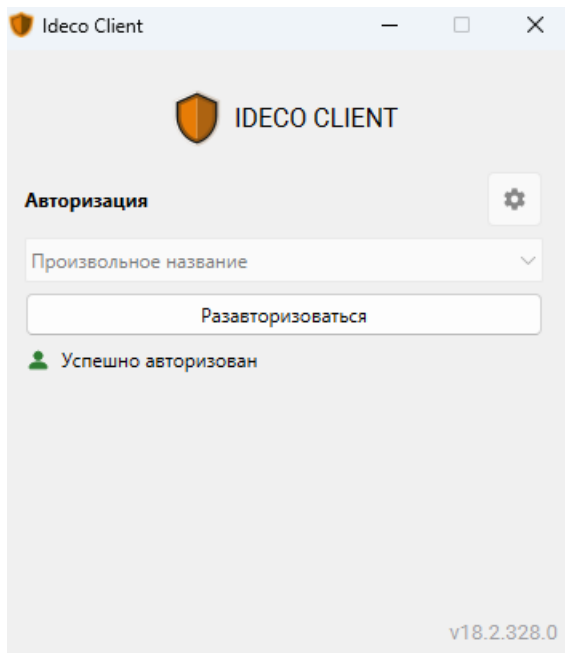 Ideco Client
IDECO CLIENT
Авторизация
Произвольное название
Разавторизоваться
Успешно авторизован
v18.2.328.0